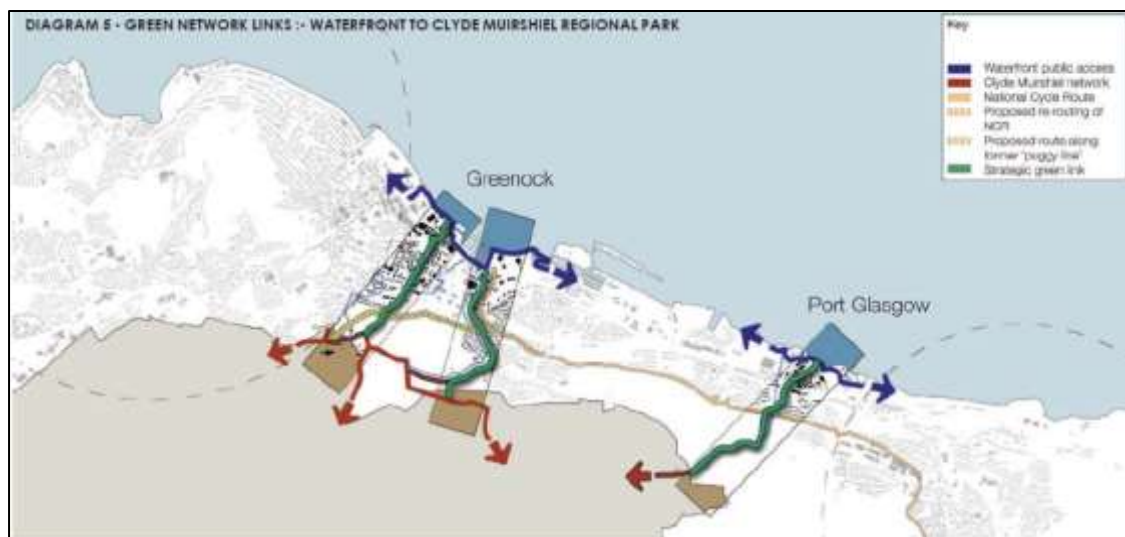 DIAGRAM 5 - GREEN NETWORK LINKS :- WATERFRONT TO CLYDE MUIRSHIEL REGIONAL PARK
Key
Waterfront public access
Clyde Muirshiel network
National Cycle Route
Proposed re-routing of
NCR
Proposed route along
former 'puggy line'
Strategic green link
Greenock
Port Glasgow